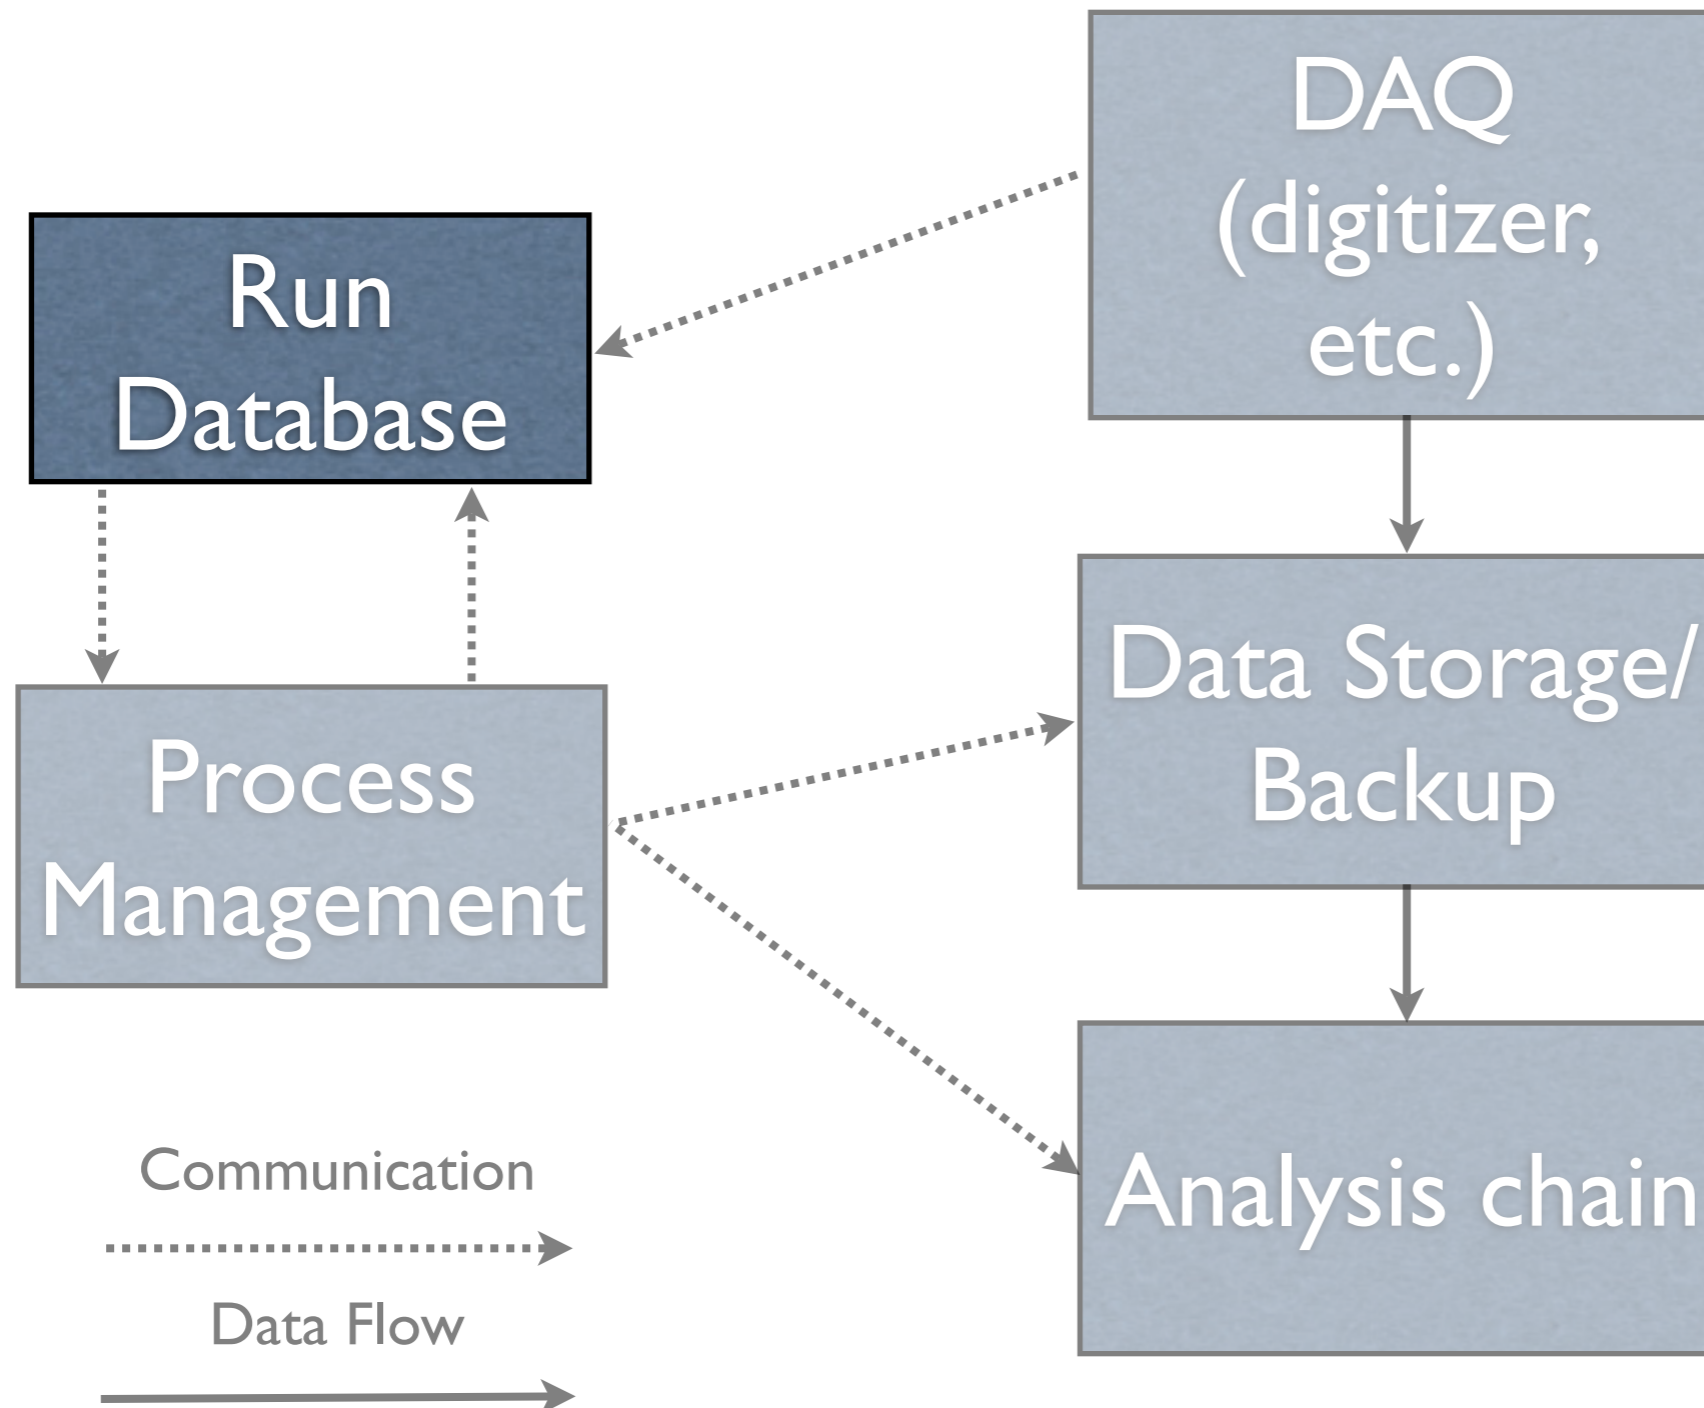 DAQ
(digitizer,
etc.)
Run
Database
Data Storage/
Backup
Process
Management
Analysis chain
Communication
Data Flow